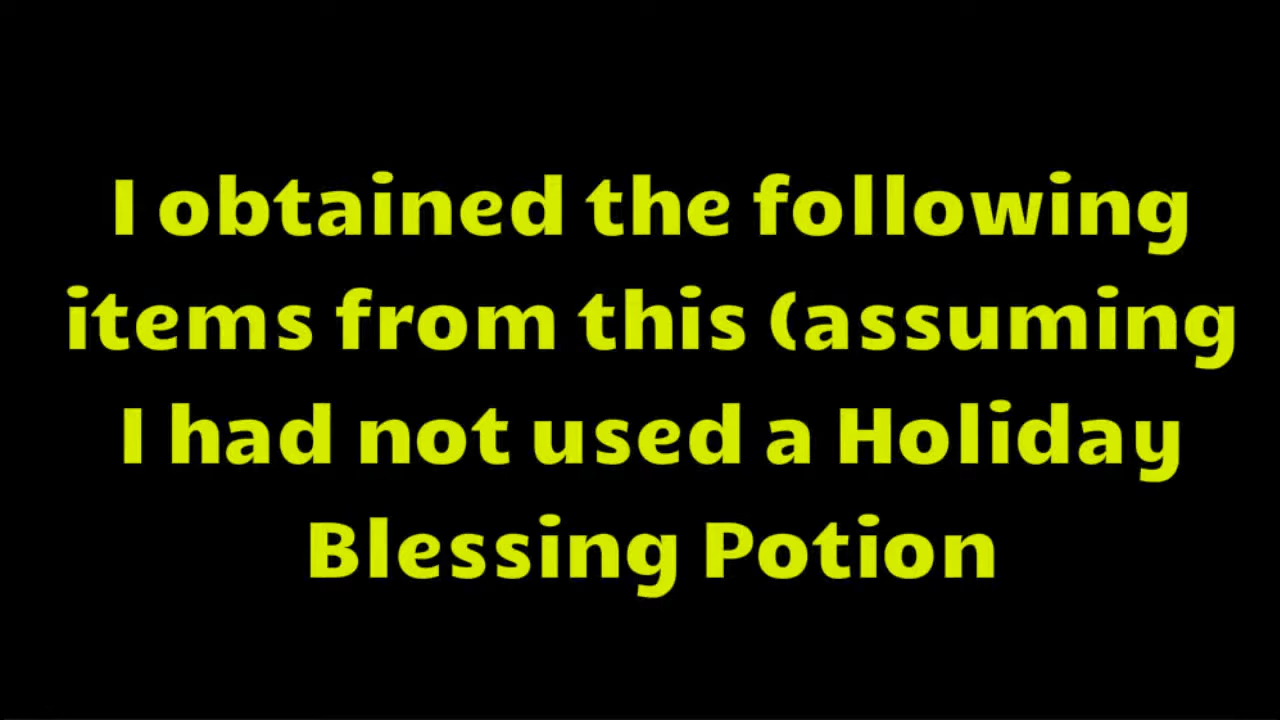 I obtained the following
items from this (assuming
I had not used a Holiday
Blessing Potion